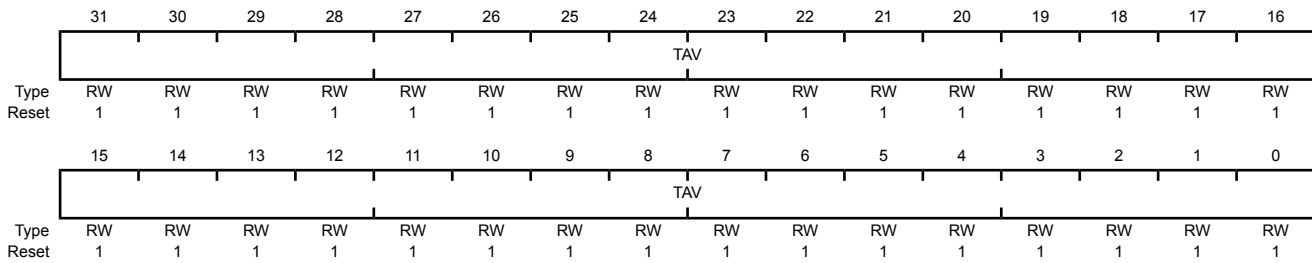 31 30 29 28 27 26 25 24 23 22 21 20 19 18 17 16
TAV
Type RW RW RW RW RW RW RW RW RW RW RW RW RW RW RW RW
Reset 1 1 1 1 1 1 1 1 1 1 1 1 1 1 1 1
15 14 13 12 11 10 9 8 7 6 5 4 3 2 1 0
TAV
Type RW RW RW RW RW RW RW RW RW RW RW RW RW RW RW RW
Reset 1 1 1 1 1 1 1 1 1 1 1 1 1 1 1 1